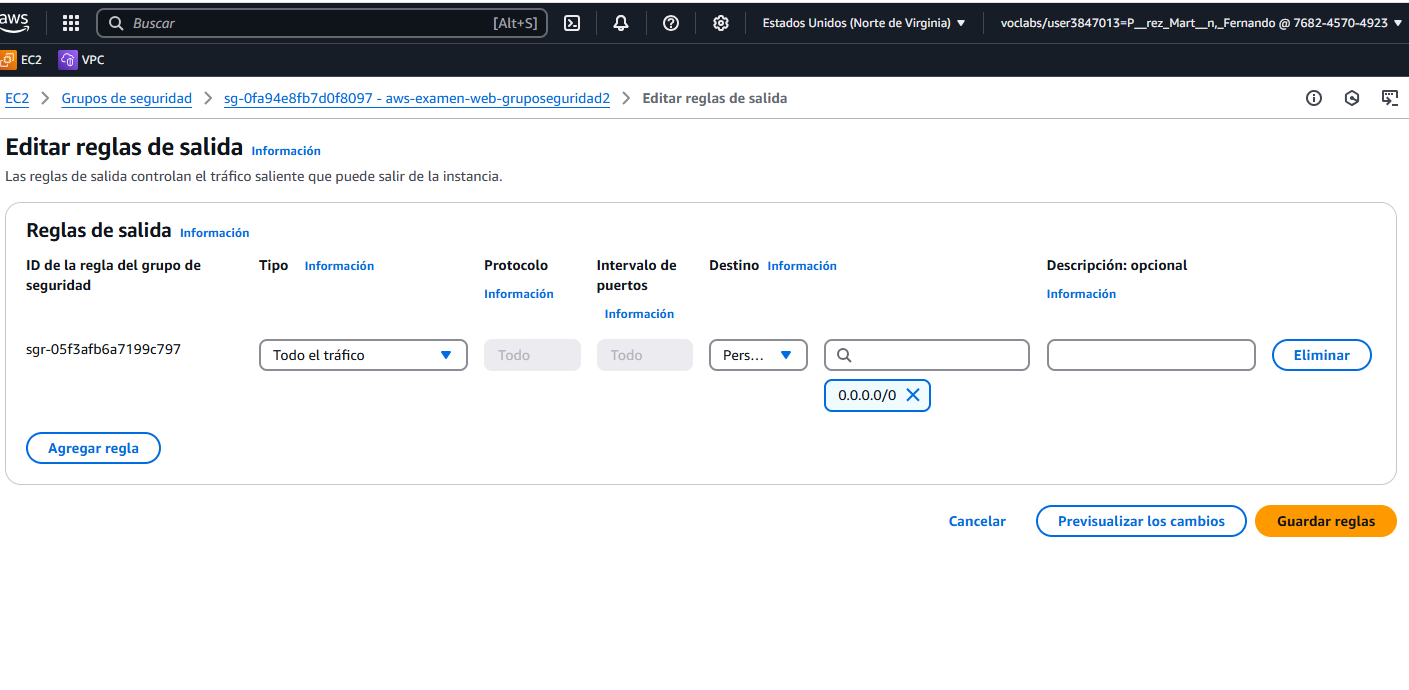 aws
Buscar [Alt+S]
Estados Unidos (Norte de Virginia)
voclabs/user3847013=P__rez_Mart__n,_Fernando @ 7682-4570-4923
EC2 VPC
EC2 > Grupos de seguridad > sg-0fa94e8fb7d0f8097 - aws-examen-web-gruposeguridad2 > Editar reglas de salida
Editar reglas de salida Información
Las reglas de salida controlan el tráfico saliente que puede salir de la instancia.
Reglas de salida Información
ID de la regla del grupo de seguridad
Tipo Información
Protocolo Información
Intervalo de puertos Información
Destino Información
Descripción: opcional Información
sgr-05f3afb6a7199c797
Todo el tráfico
Todo
Todo
Pers...
0.0.0.0/0
Eliminar
Agregar regla
Cancelar
Previsualizar los cambios
Guardar reglas